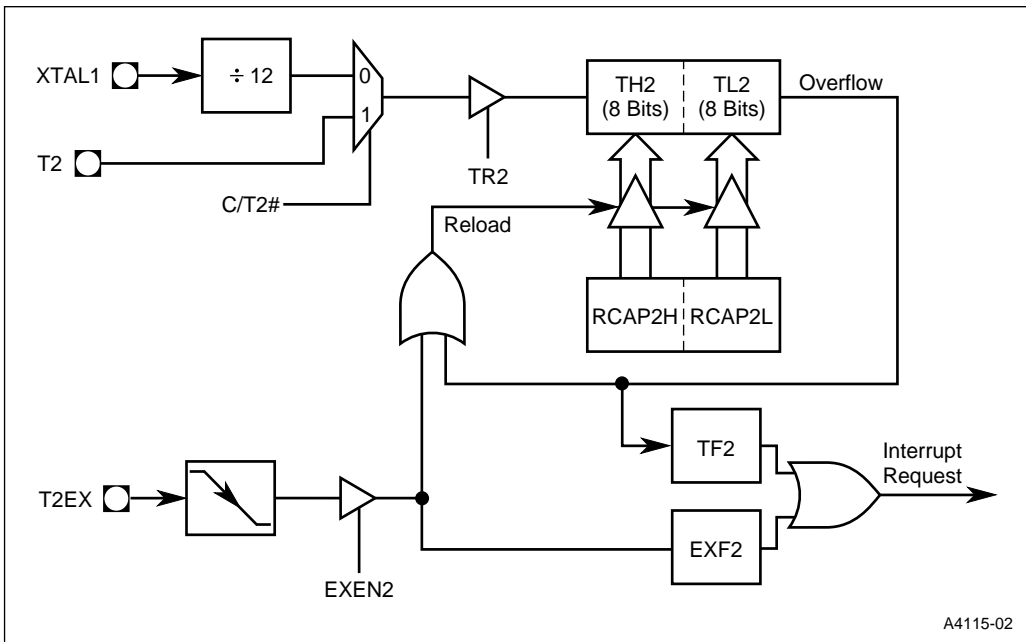 XTAL1
÷ 12
0
1
T2
C/T2#
TR2
TH2
(8 Bits)
TL2
(8 Bits)
Overflow
Reload
RCAP2H
RCAP2L
T2EX
EXEN2
TF2
EXF2
Interrupt
Request
A4115-02